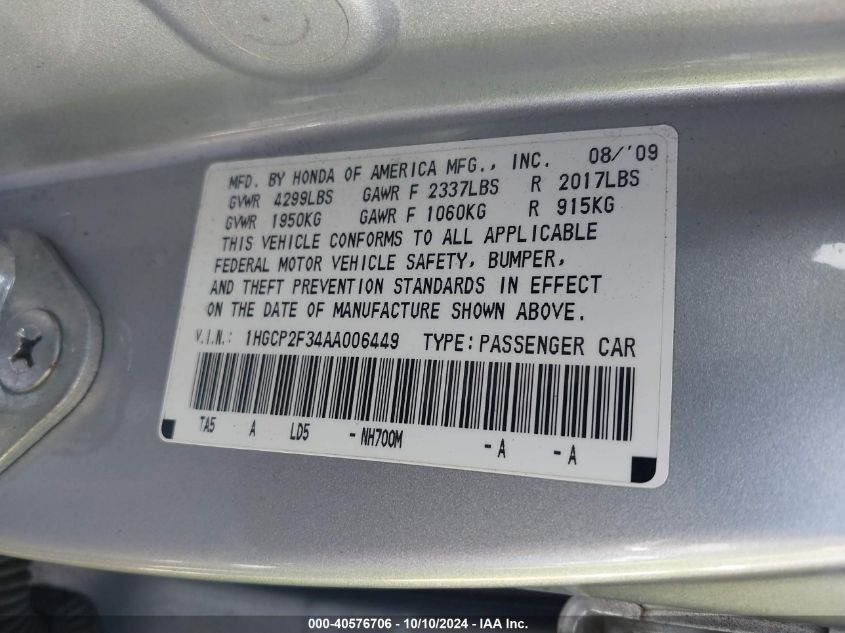 MFD. BY HONDA OF AMERICA MFG., INC. 08/'09
GVWR 4299LBS GAWR F 2337LBS R 2017LBS
GVWR 1950KG GAWR F 1060KG R 915KG
THIS VEHICLE CONFORMS TO ALL APPLICABLE
FEDERAL MOTOR VEHICLE SAFETY, BUMPER,
AND THEFT PREVENTION STANDARDS IN EFFECT
ON THE DATE OF MANUFACTURE SHOWN ABOVE.
V.I.N.: 1HGCP2F34AA006449 TYPE: PASSENGER CAR
TA5 A LD5 - NH700M - A - A
000-40576706 - 10/10/2024 - IAA Inc.